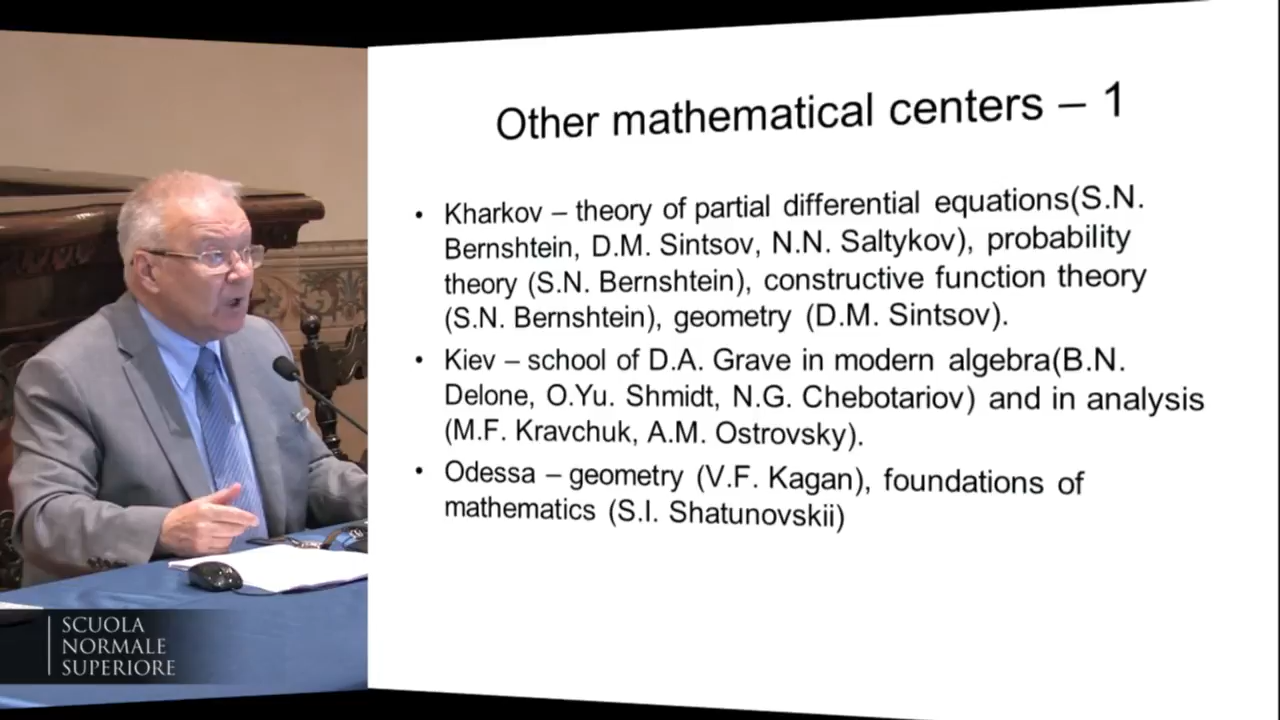 Other mathematical centers – 1
• Kharkov – theory of partial differential equations(S.N.
Bernshtein, D.M. Sintsov, N.N. Saltykov), probability
theory (S.N. Bernshtein), constructive function theory
(S.N. Bernshtein), geometry (D.M. Sintsov).
• Kiev – school of D.A. Grave in modern algebra(B.N.
Delone, O.Yu. Shmidt, N.G. Chebotariov) and in analysis
(M.F. Kravchuk, A.M. Ostrovsky).
• Odessa – geometry (V.F. Kagan), foundations of
mathematics (S.I. Shatunovskii)
SCUOLA
NORMALE
SUPERIORE